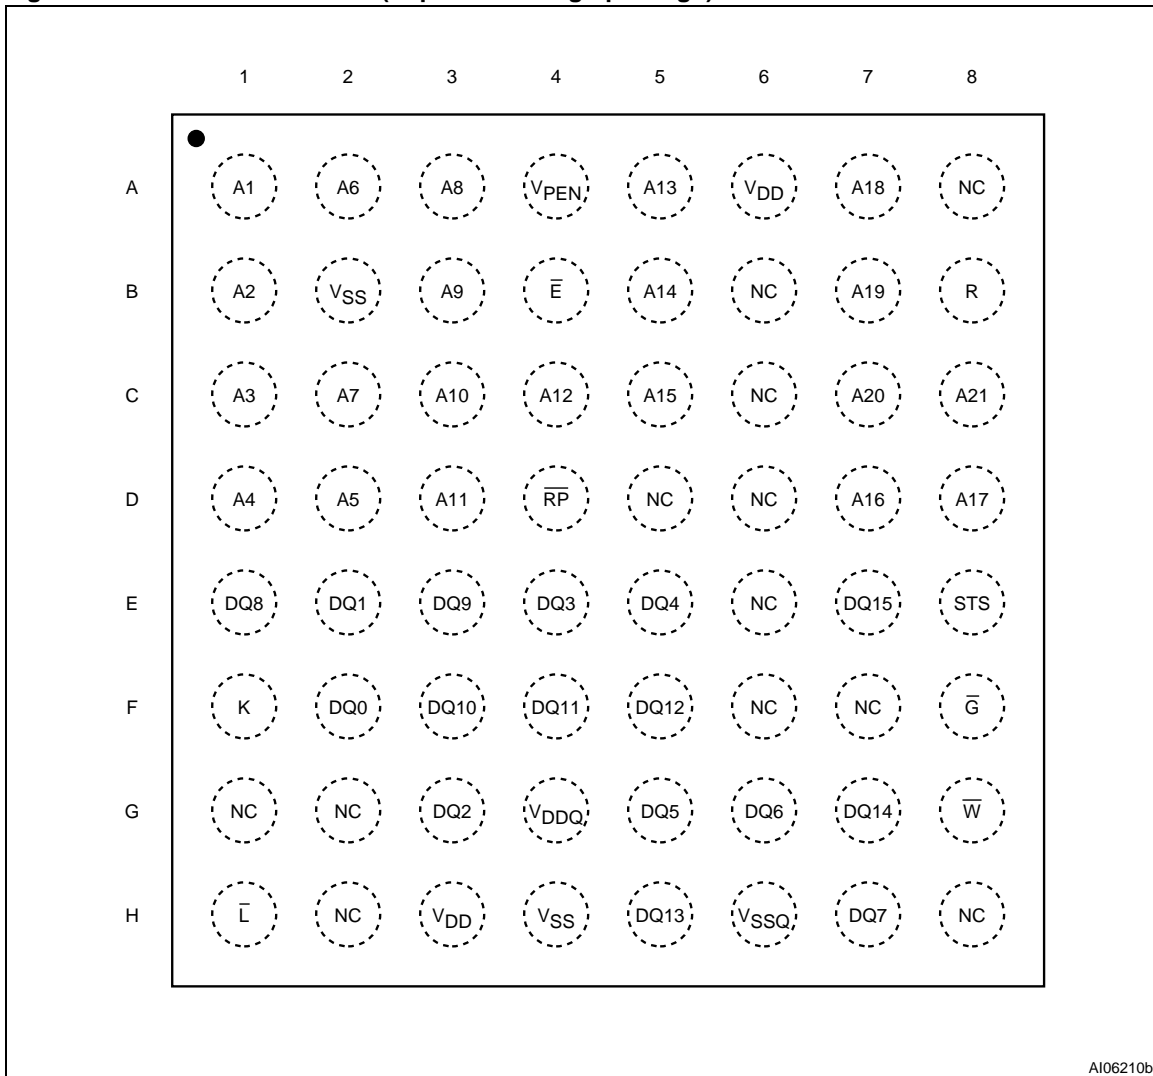 1 2 3 4 5 6 7 8
A A1 A6 A8 VPEN A13 VDD A18 NC
B A2 VSS A9 E̅ A14 NC A19 R
C A3 A7 A10 A12 A15 NC A20 A21
D A4 A5 A11 R̅P̅ NC NC A16 A17
E DQ8 DQ1 DQ9 DQ3 DQ4 NC DQ15 STS
F K DQ0 DQ10 DQ11 DQ12 NC NC G̅
G NC NC DQ2 VDDQ DQ5 DQ6 DQ14 W̅
H L̅ NC VDD VSS DQ13 VSSQ DQ7 NC
AI06210b